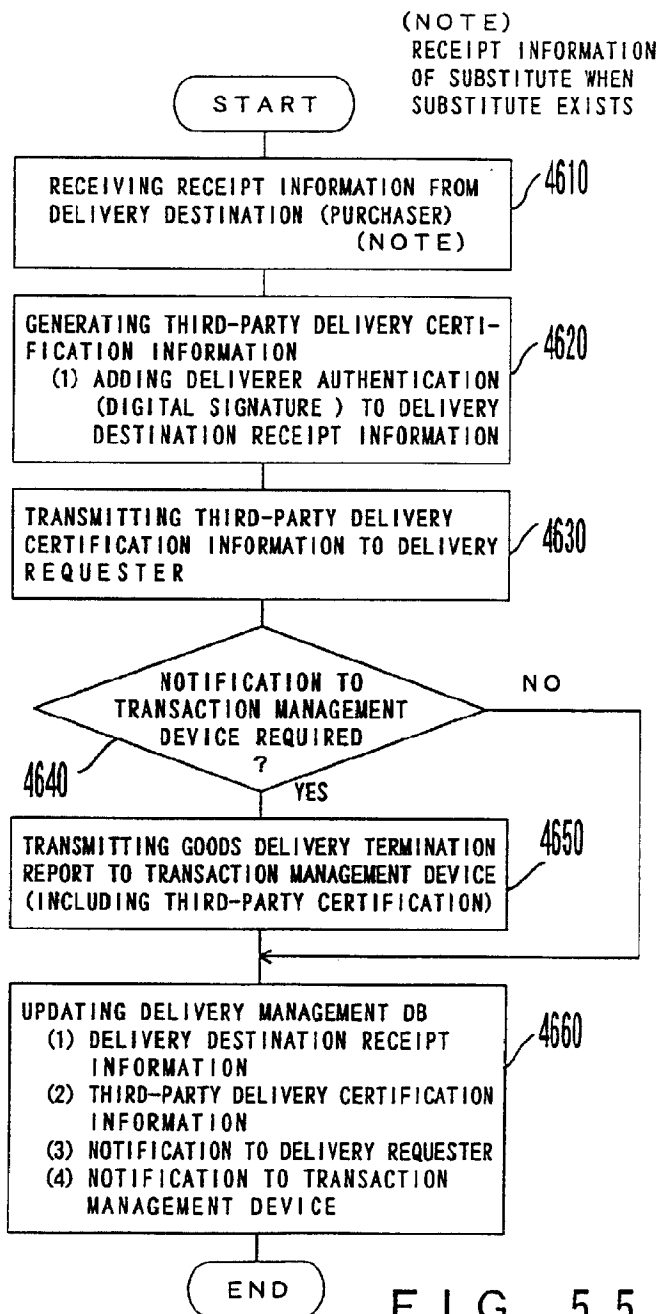 (NOTE)
RECEIPT INFORMATION
OF SUBSTITUTE WHEN
SUBSTITUTE EXISTS
START
RECEIVING RECEIPT INFORMATION FROM
DELIVERY DESTINATION (PURCHASER)
(NOTE)
4610
GENERATING THIRD-PARTY DELIVERY CERTI-
FICATION INFORMATION
(1) ADDING DELIVERER AUTHENTICATION
(DIGITAL SIGNATURE ) TO DELIVERY
DESTINATION RECEIPT INFORMATION
4620
TRANSMITTING THIRD-PARTY DELIVERY
CERTIFICATION INFORMATION TO DELIVERY
REQUESTER
4630
NOTIFICATION TO
TRANSACTION MANAGEMENT
DEVICE REQUIRED
?
NO
4640
YES
TRANSMITTING GOODS DELIVERY TERMINATION
REPORT TO TRANSACTION MANAGEMENT DEVICE
(INCLUDING THIRD-PARTY CERTIFICATION)
4650
UPDATING DELIVERY MANAGEMENT DB
(1) DELIVERY DESTINATION RECEIPT
INFORMATION
(2) THIRD-PARTY DELIVERY CERTIFICATION
INFORMATION
(3) NOTIFICATION TO DELIVERY REQUESTER
(4) NOTIFICATION TO TRANSACTION
MANAGEMENT DEVICE
4660
END
FIG. 55